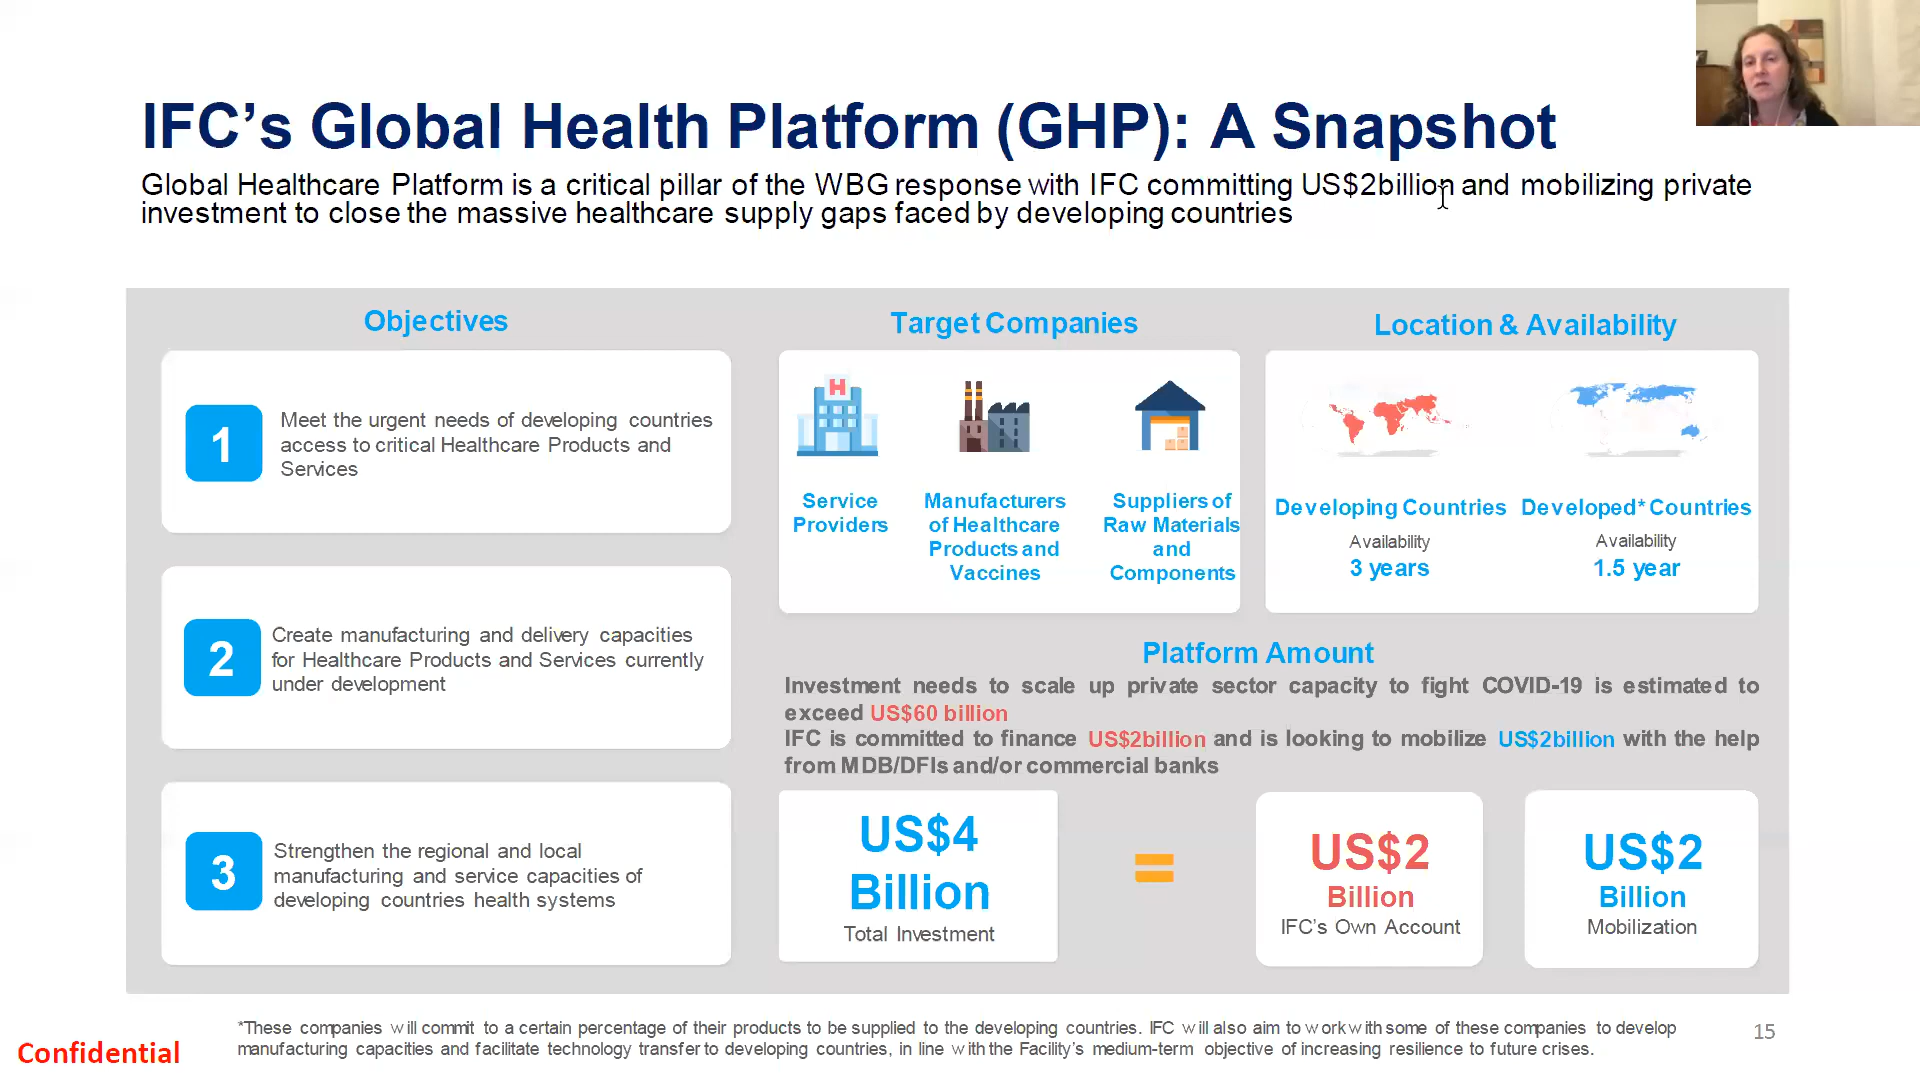 IFC’s Global Health Platform (GHP): A Snapshot
Global Healthcare Platform is a critical pillar of the WBG response with IFC committing US$2billion and mobilizing private
investment to close the massive healthcare supply gaps faced by developing countries
Objectives
1
Meet the urgent needs of developing countries
access to critical Healthcare Products and
Services
2
Create manufacturing and delivery capacities
for Healthcare Products and Services currently
under development
3
Strengthen the regional and local
manufacturing and service capacities of
developing countries health systems
Target Companies
H
Service
Providers
Manufacturers
of Healthcare
Products and
Vaccines
Suppliers of
Raw Materials
and
Components
Location & Availability
Developing Countries
Availability
3 years
Developed* Countries
Availability
1.5 year
Platform Amount
Investment needs to scale up private sector capacity to fight COVID-19 is estimated to
exceed US$60 billion
IFC is committed to finance US$2billion and is looking to mobilize US$2billion with the help
from MDB/DFIs and/or commercial banks
US$4
Billion
Total Investment
=
US$2
Billion
IFC’s Own Account
US$2
Billion
Mobilization
*These companies will commit to a certain percentage of their products to be supplied to the developing countries. IFC will also aim to work with some of these companies to develop
manufacturing capacities and facilitate technology transfer to developing countries, in line with the Facility’s medium-term objective of increasing resilience to future crises.
15
Confidential